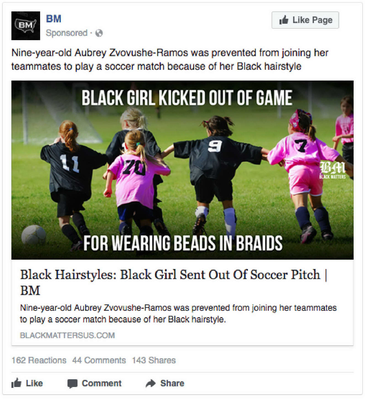 BM
BM
Sponsored ·
Like Page
Nine-year-old Aubrey Zvovushe-Ramos was prevented from joining her
teammates to play a soccer match because of her Black hairstyle
BLACK GIRL KICKED OUT OF GAME
11
70
9
7
BM
BLACK MATTERS
FOR WEARING BEADS IN BRAIDS
Black Hairstyles: Black Girl Sent Out Of Soccer Pitch |
BM
Nine-year-old Aubrey Zvovushe-Ramos was prevented from joining her teammates
to play a soccer match because of her Black hairstyle.
BLACKMATTERSUS.COM
162 Reactions 44 Comments 143 Shares
Like Comment Share